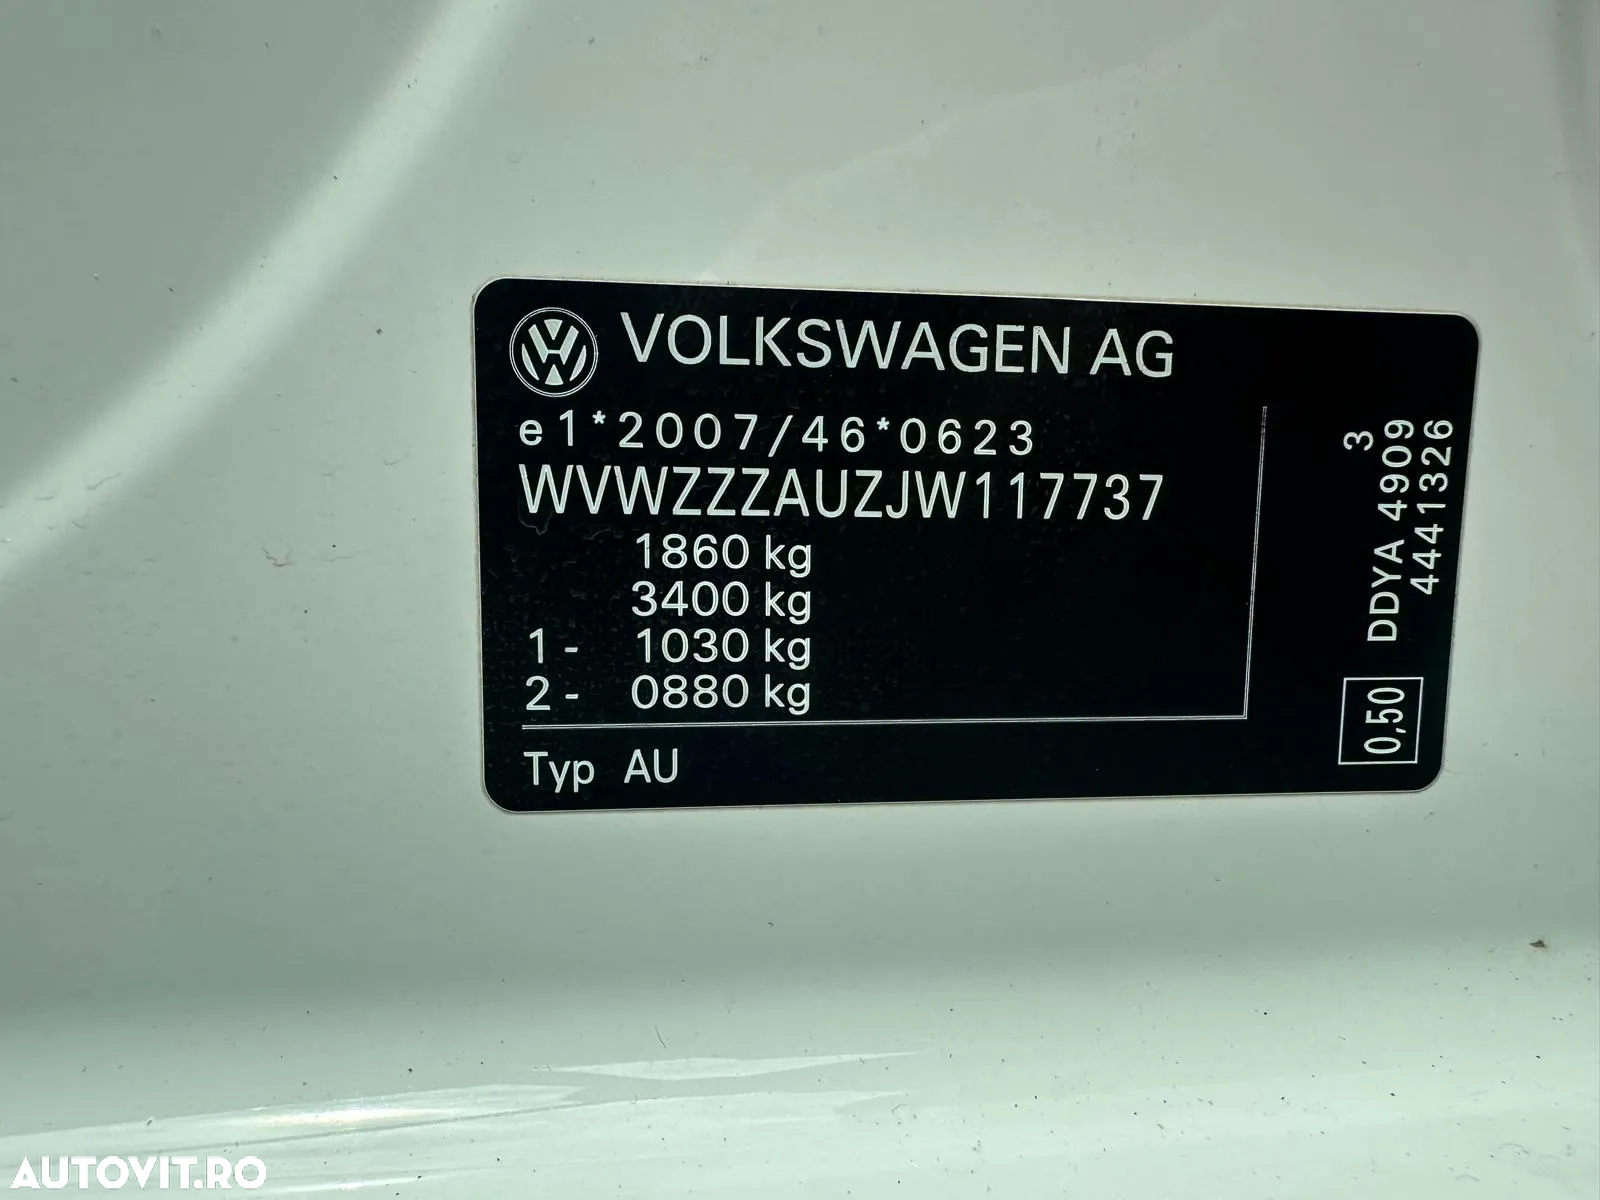 VOLKSWAGEN AG
e1*2007/46*0623
WVWZZZAUZJW117737
1860 kg
3400 kg
1- 1030 kg
2- 0880 kg
Typ AU
3
DDYA 4909
4441326
0,50
AUTOVIT.RO